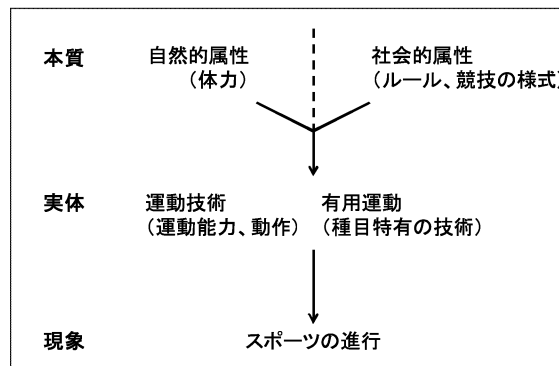 本質 自然的属性 社会的属性
（体力） （ルール、競技の様式）
実体 運動技術 有用運動
（運動能力、動作） （種目特有の技術）
現象 スポーツの進行